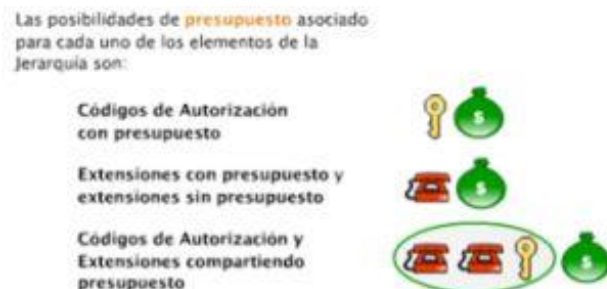 Las posibilidades de presupuesto asociado
para cada uno de los elementos de la
Jerarquía son:
Códigos de Autorización
con presupuesto
$
Extensiones con presupuesto y
extensiones sin presupuesto
$
Códigos de Autorización y
Extensiones compartiendo
presupuesto
$